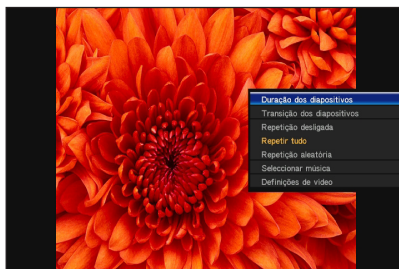 Duração dos diapositivos
Transição dos diapositivos
Repetição desligada
Repetir tudo
Repetição aleatória
Seleccionar música
Definições de vídeo